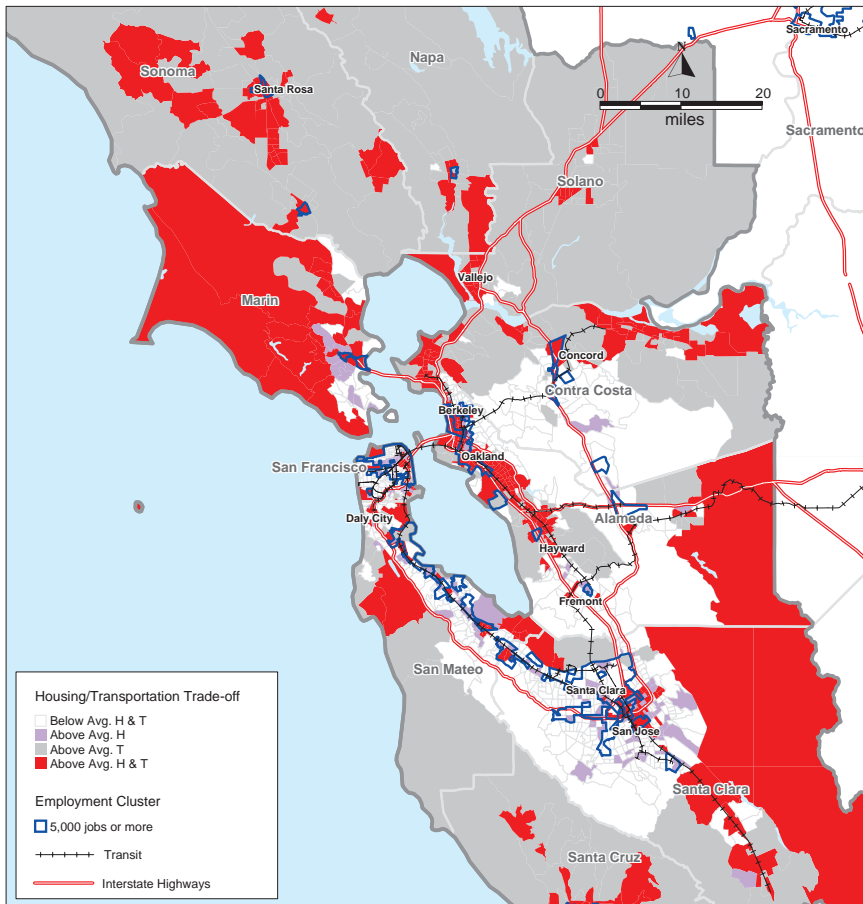 Sacramento
Napa
Sonoma
N
Santa Rosa
0 10 20
miles
Sacramento
Solano
Vallejo
Marin
Concord
Contra Costa
Berkeley
Oakland
San Francisco
Daly City
Alameda
Hayward
Fremont
San Mateo
Santa Clara
San Jose
Santa Clara
Santa Cruz
Housing/Transportation Trade-off
Below Avg. H & T
Above Avg. H
Above Avg. T
Above Avg. H & T
Employment Cluster
5,000 jobs or more
Transit
Interstate Highways